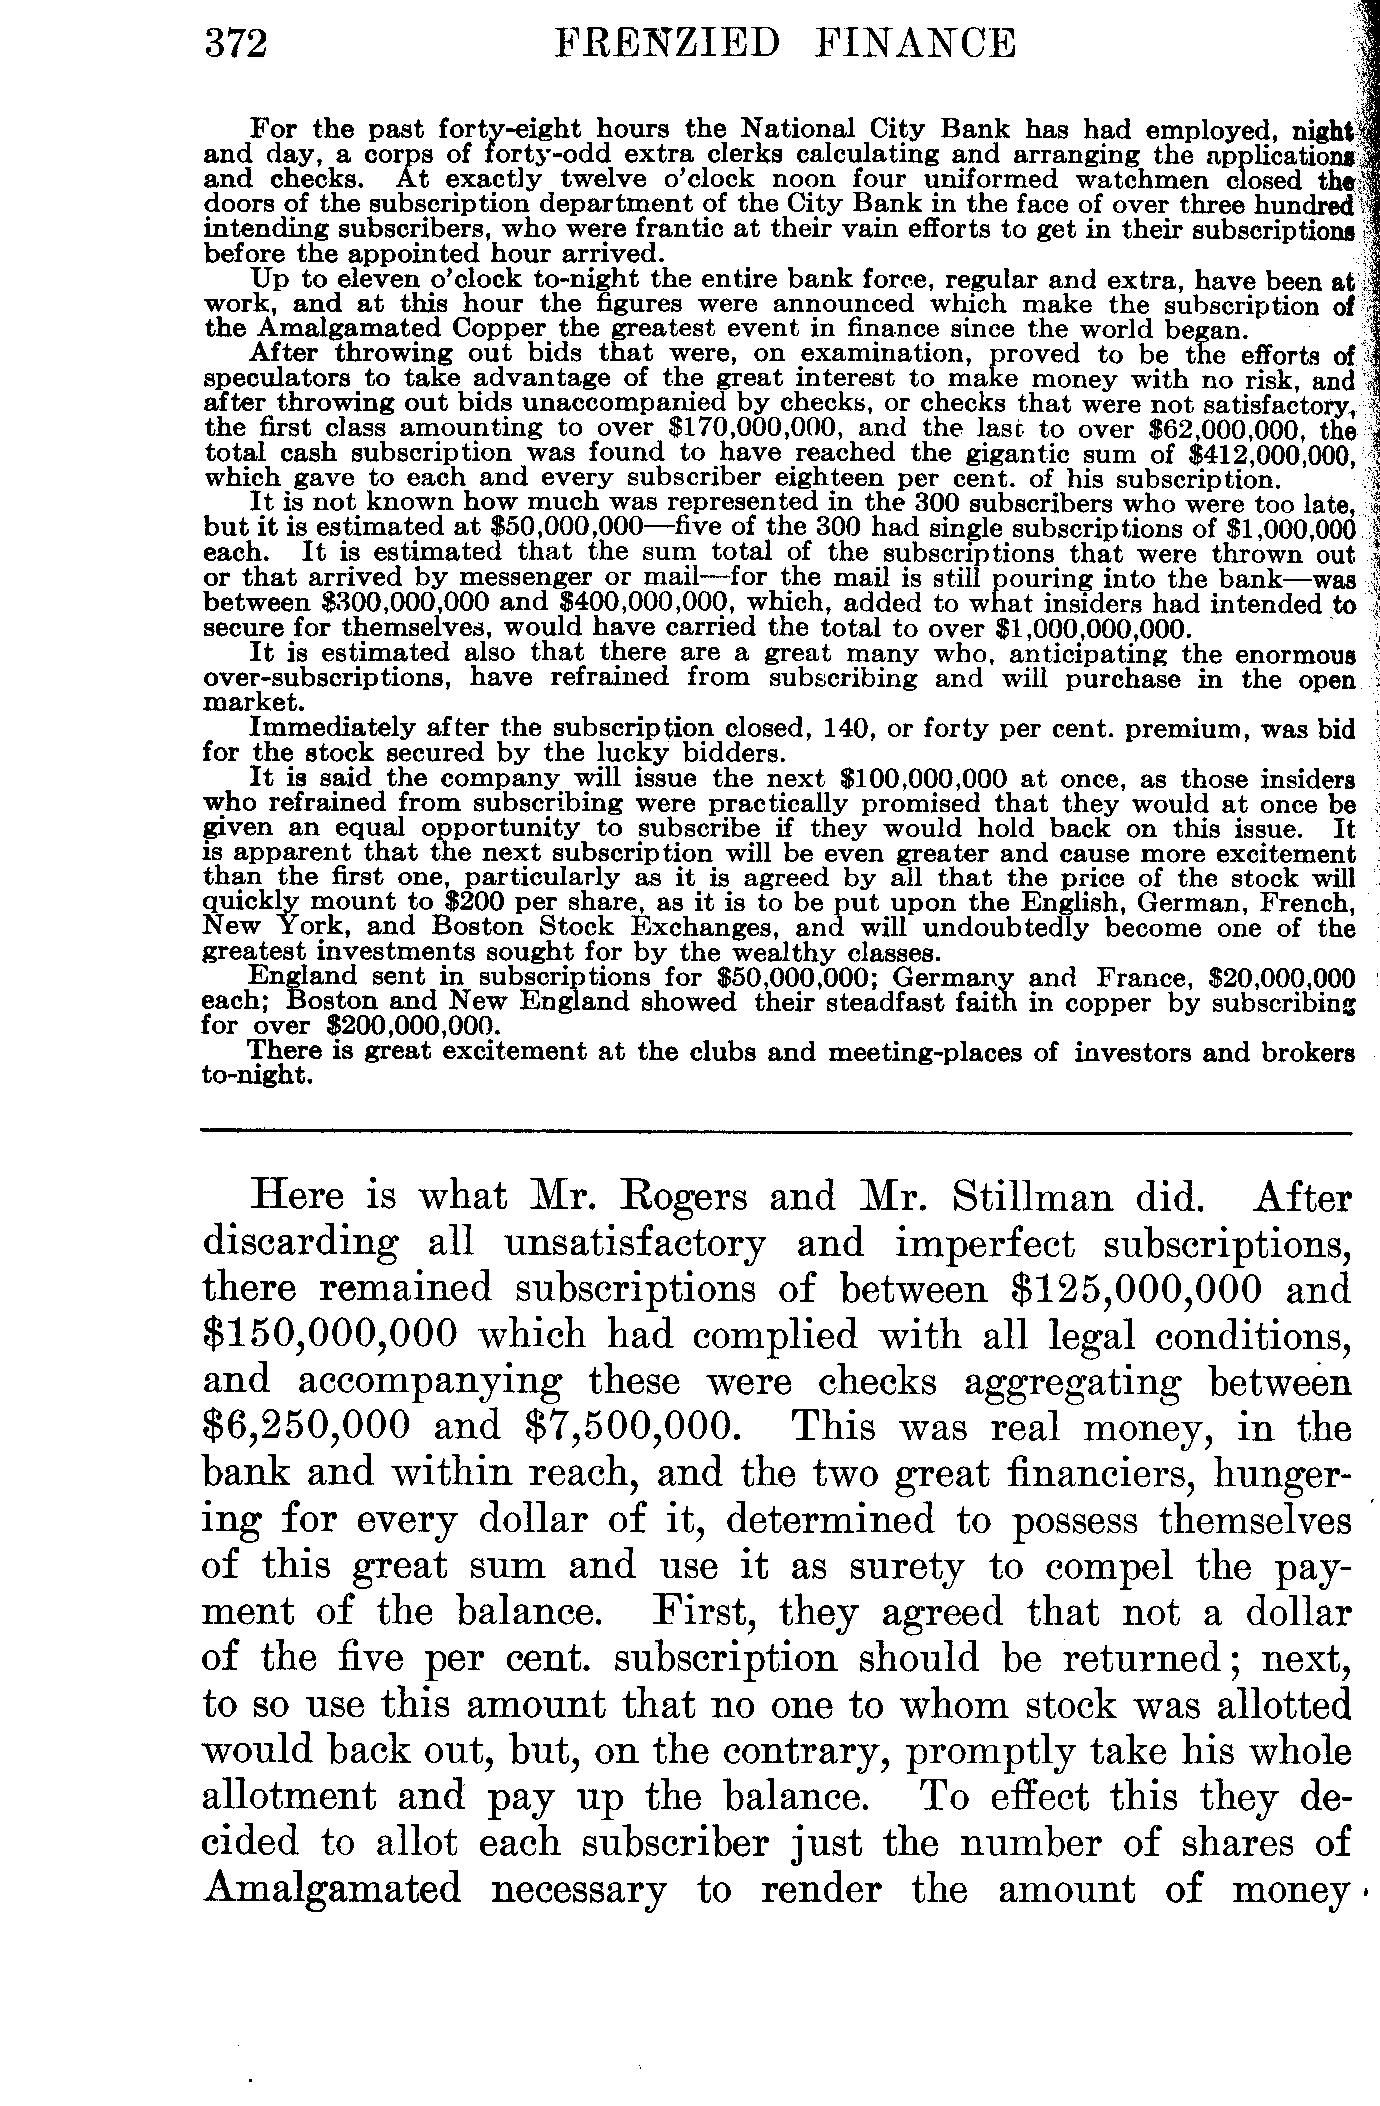 372 FRENZIED FINANCE
For the past forty-eight hours the National City Bank has had employed, night
and day, a corps of forty-odd extra clerks calculating and arranging the applications
and checks. At exactly twelve o'clock noon four uniformed watchmen closed the
doors of the subscription department of the City Bank in the face of over three hundred
intending subscribers, who were frantic at their vain efforts to get in their subscriptions
before the appointed hour arrived.
Up to eleven o'clock to-night the entire bank force, regular and extra, have been at
work, and at this hour the figures were announced which make the subscription of
the Amalgamated Copper the greatest event in finance since the world began.
After throwing out bids that were, on examination, proved to be the efforts of
speculators to take advantage of the great interest to make money with no risk, and
after throwing out bids unaccompanied by checks, or checks that were not satisfactory,
the first class amounting to over $170,000,000, and the last to over $62,000,000, the
total cash subscription was found to have reached the gigantic sum of $412,000,000,
which gave to each and every subscriber eighteen per cent. of his subscription.
It is not known how much was represented in the 300 subscribers who were too late,
but it is estimated at $50,000,000—five of the 300 had single subscriptions of $1,000,000
each. It is estimated that the sum total of the subscriptions that were thrown out
or that arrived by messenger or mail—for the mail is still pouring into the bank—was
between $300,000,000 and $400,000,000, which, added to what insiders had intended to
secure for themselves, would have carried the total to over $1,000,000,000.
It is estimated also that there are a great many who, anticipating the enormous
over-subscriptions, have refrained from subscribing and will purchase in the open
market.
Immediately after the subscription closed, 140, or forty per cent. premium, was bid
for the stock secured by the lucky bidders.
It is said the company will issue the next $100,000,000 at once, as those insiders
who refrained from subscribing were practically promised that they would at once be
given an equal opportunity to subscribe if they would hold back on this issue. It
is apparent that the next subscription will be even greater and cause more excitement
than the first one, particularly as it is agreed by all that the price of the stock will
quickly mount to $200 per share, as it is to be put upon the English, German, French,
New York, and Boston Stock Exchanges, and will undoubtedly become one of the
greatest investments sought for by the wealthy classes.
England sent in subscriptions for $50,000,000; Germany and France, $20,000,000
each; Boston and New England showed their steadfast faith in copper by subscribing
for over $200,000,000.
There is great excitement at the clubs and meeting-places of investors and brokers
to-night.
Here is what Mr. Rogers and Mr. Stillman did. After
discarding all unsatisfactory and imperfect subscriptions,
there remained subscriptions of between $125,000,000 and
$150,000,000 which had complied with all legal conditions,
and accompanying these were checks aggregating between
$6,250,000 and $7,500,000. This was real money, in the
bank and within reach, and the two great financiers, hunger-
ing for every dollar of it, determined to possess themselves
of this great sum and use it as surety to compel the pay-
ment of the balance. First, they agreed that not a dollar
of the five per cent. subscription should be returned; next,
to so use this amount that no one to whom stock was allotted
would back out, but, on the contrary, promptly take his whole
allotment and pay up the balance. To effect this they de-
cided to allot each subscriber just the number of shares of
Amalgamated necessary to render the amount of money